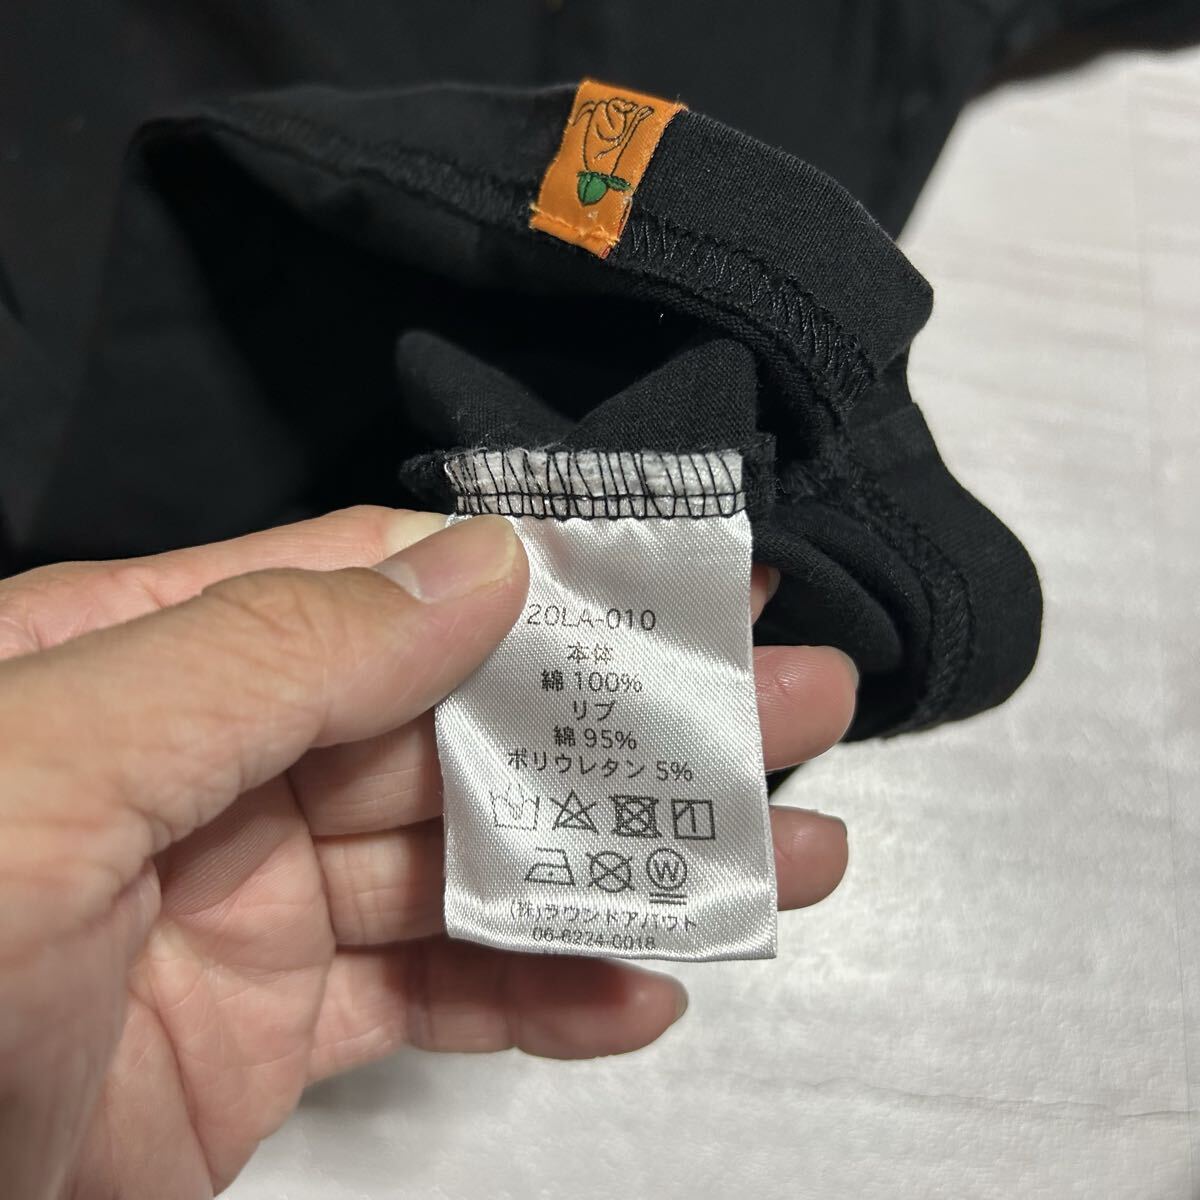 20LA-010
本体
綿 100%
リブ
綿 95%
ポリウレタン 5%
W
(株)ラウンドアバウト
06-6224-0018